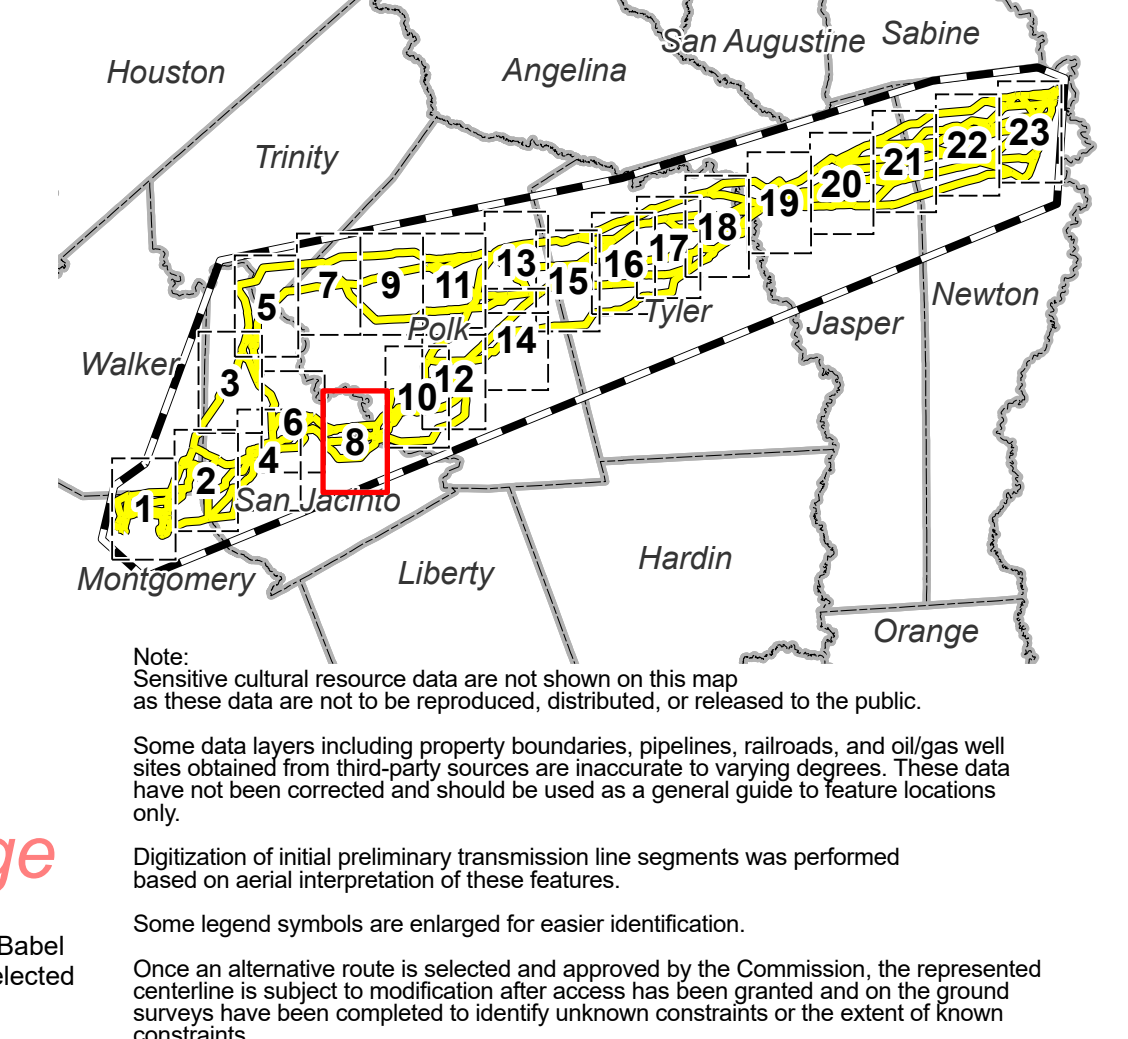 San Augustine
Sabine
Houston
Angelina
Trinity
23
22
21
20
19
18
17
16
15
13
11
9
7
5
Newton
Tyler
Jasper
Polk
14
Walker
3
12
10
6
8
4
2
1
San Jacinto
Montgomery
Liberty
Hardin
Orange
Note:
Sensitive cultural resource data are not shown on this map
as these data are not to be reproduced, distributed, or released to the public.
Some data layers including property boundaries, pipelines, railroads, and oil/gas well
sites obtained from third-party sources are inaccurate to varying degrees. These data
have not been corrected and should be used as a general guide to feature locations
only.
ge
Digitization of initial preliminary transmission line segments was performed
based on aerial interpretation of these features.
Some legend symbols are enlarged for easier identification.
Babel
elected
Once an alternative route is selected and approved by the Commission, the represented
centerline is subject to modification after access has been granted and on the ground
surveys have been completed to identify unknown constraints or the extent of known
constraints